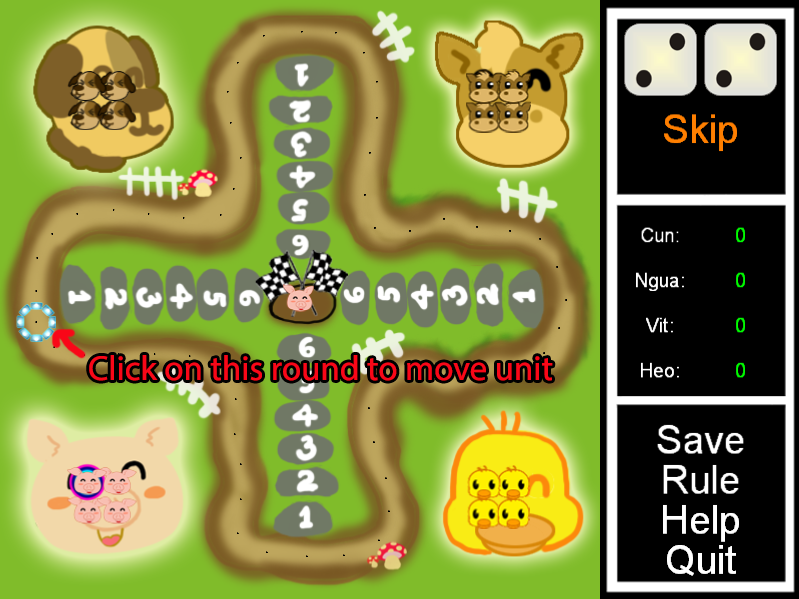 1
2
3
4
5
6
1 2 3 4 5 6 6 5 4 3 2 1
6
Click on this round to move unit
5
4
3
2
1
Skip
Cun: 0
Ngua: 0
Vit: 0
Heo: 0
Save
Rule
Help
Quit